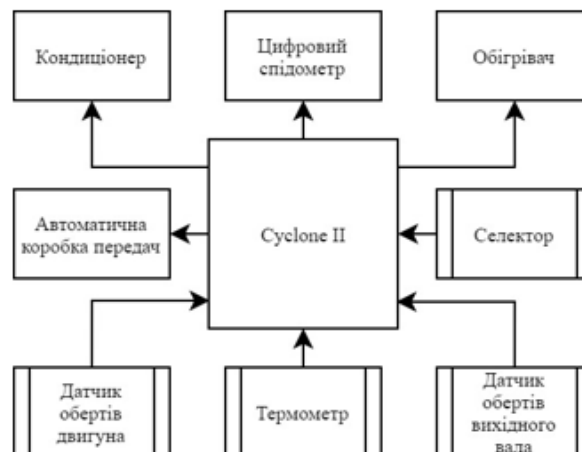 Кондиціонер
Цифровий
спідометр
Обігрівач
Автоматична
коробка передач
Cyclone II
Селектор
Датчик
обертів
двигуна
Термометр
Датчик
обертів
вихідного
вала